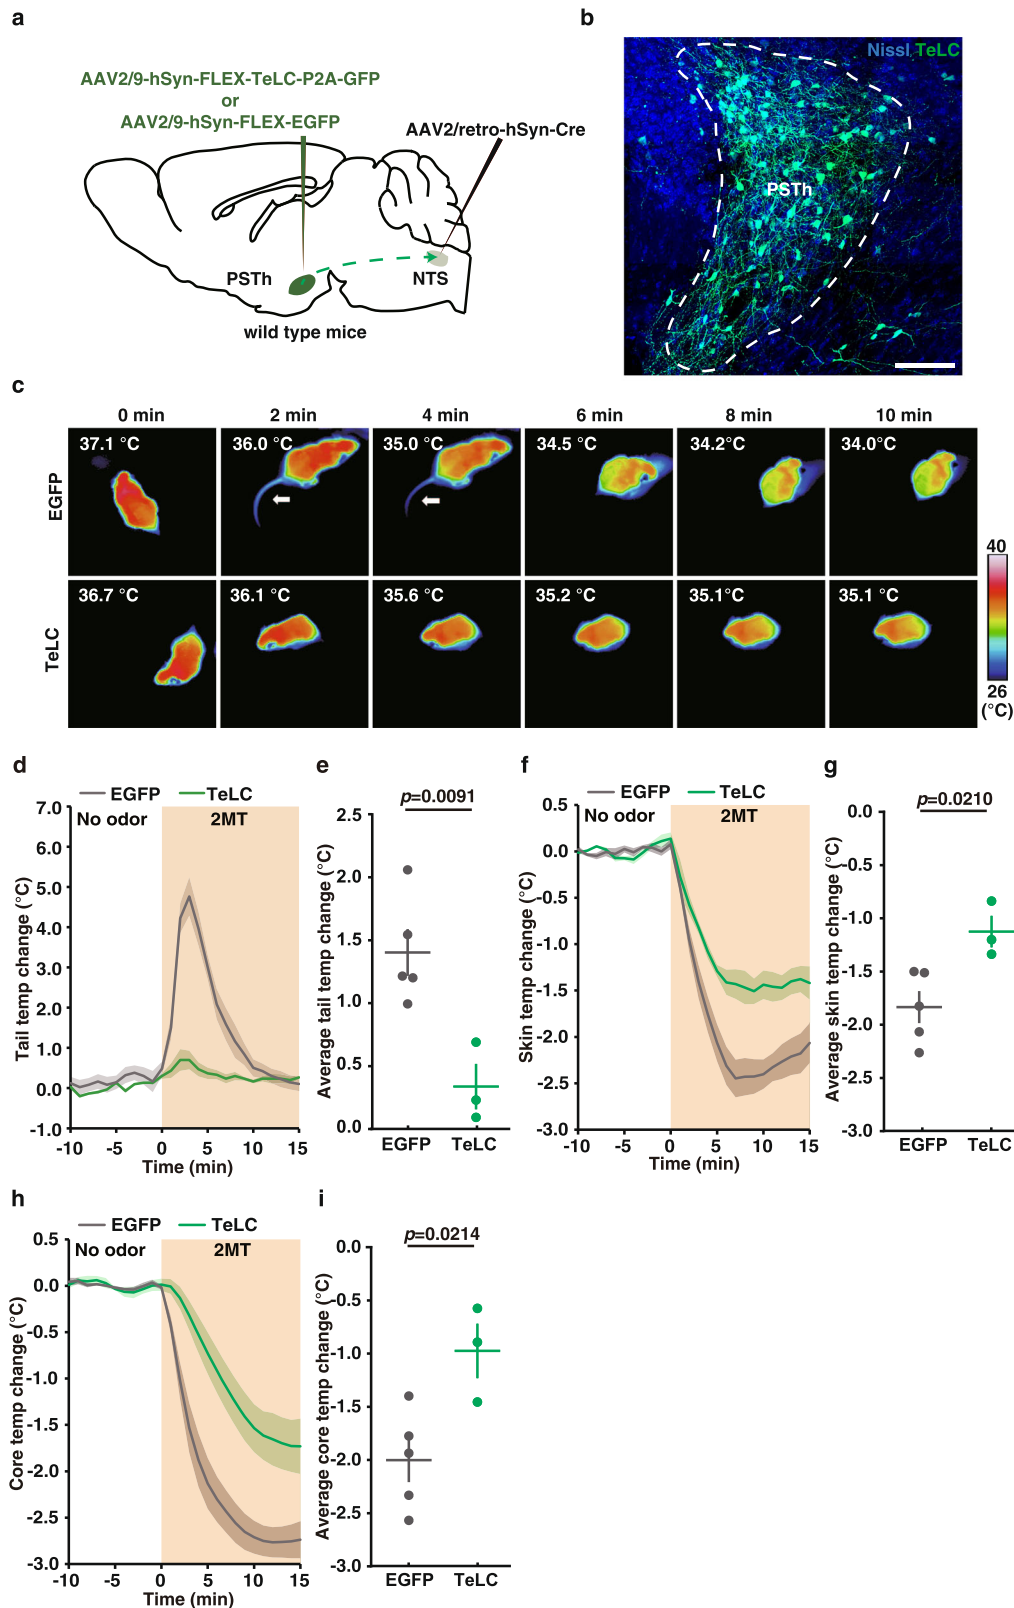 a
AAV2/9-hSyn-FLEX-TeLC-P2A-GFP
or
AAV2/9-hSyn-FLEX-EGFP
AAV2/retro-hSyn-Cre
PSTh
NTS
wild type mice
b
Nissl TeLC
PSTh
c
0 min 2 min 4 min 6 min 8 min 10 min
EGFP
37.1 °C 36.0 °C 35.0 °C 34.5 °C 34.2°C 34.0°C
TeLC
36.7 °C 36.1 °C 35.6 °C 35.2 °C 35.1°C 35.1 °C
40
26
(°C)
d
EGFP TeLC
No odor 2MT
Tail temp change (°C)
7.0
6.0
5.0
4.0
3.0
2.0
1.0
0.0
-1.0
-10 -5 0 5 10 15
Time (min)
e
p=0.0091
Average tail temp change (°C)
2.5
2.0
1.5
1.0
0.5
0.0
EGFP TeLC
f
EGFP TeLC
No odor 2MT
Skin temp change (°C)
0.5
0.0
-0.5
-1.0
-1.5
-2.0
-2.5
-3.0
-10 -5 0 5 10 15
Time (min)
g
p=0.0210
Average skin temp change (°C)
0.0
-0.5
-1.0
-1.5
-2.0
-2.5
-3.0
EGFP TeLC
h
EGFP TeLC
No odor 2MT
Core temp change (°C)
0.5
0.0
-0.5
-1.0
-1.5
-2.0
-2.5
-3.0
-10 -5 0 5 10 15
Time (min)
i
p=0.0214
Average core temp change (°C)
0.0
-0.5
-1.0
-1.5
-2.0
-2.5
-3.0
EGFP TeLC